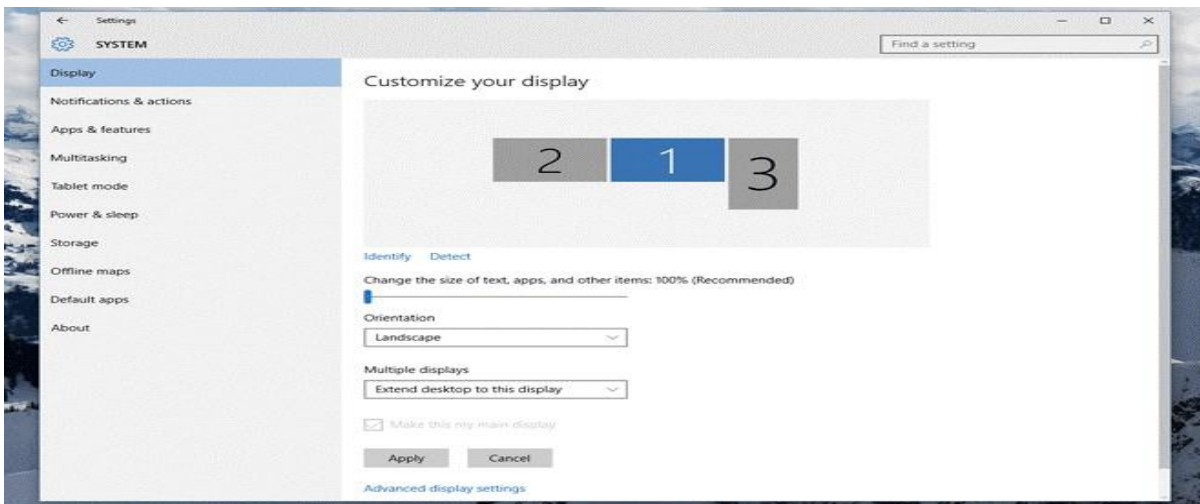 Settings
SYSTEM
Find a setting
Display
Notifications & actions
Apps & features
Multitasking
Tablet mode
Power & sleep
Storage
Offline maps
Default apps
About
Customize your display
2 1 3
Identify Detect
Change the size of text, apps, and other items: 100% (Recommended)
Orientation
Landscape
Multiple displays
Extend desktop to this display
Make this my main display
Apply Cancel
Advanced display settings